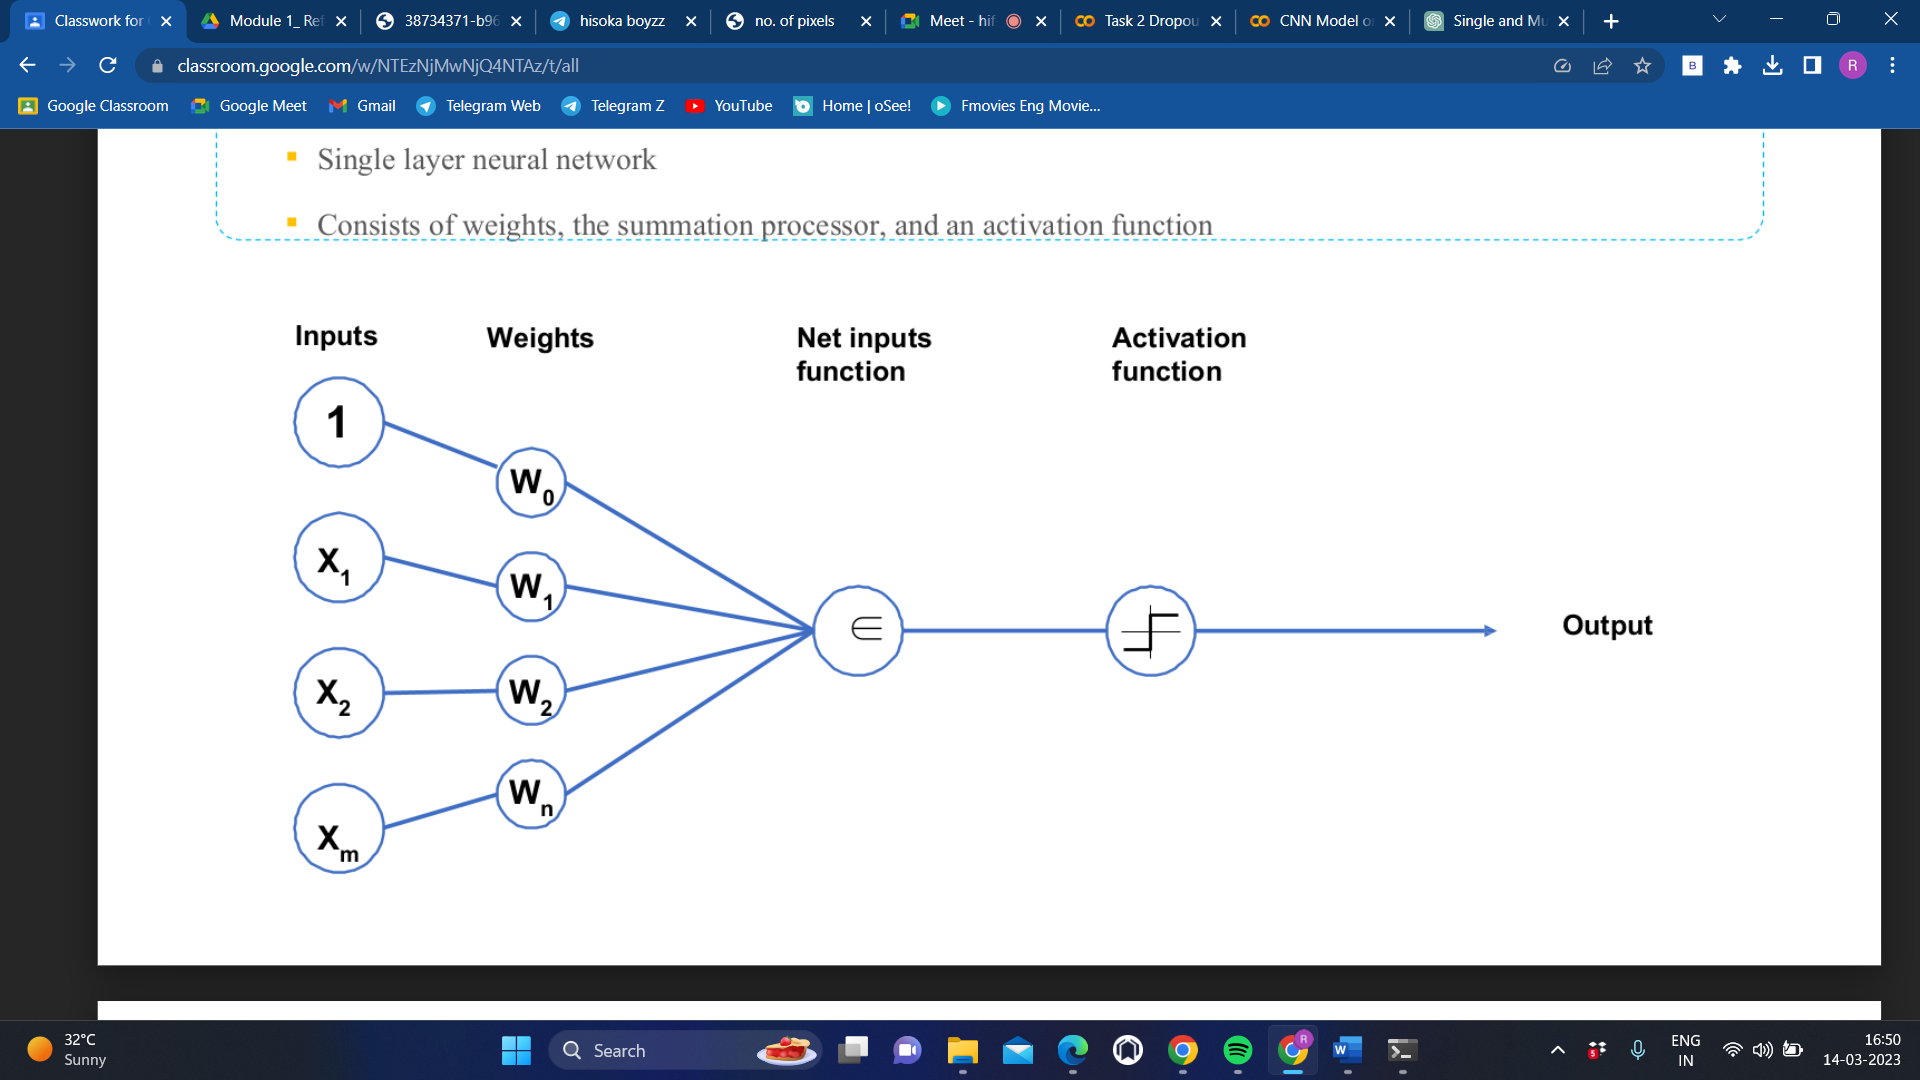 Classwork for
Module 1_ Ref
38734371-b96
hisoka boyzz
no. of pixels
Meet - hif
Task 2 Dropou
CNN Model o
Single and Mu
classroom.google.com/w/NTEzNjMwNjQ4NTAz/t/all
B
R
Google Classroom
Google Meet
Gmail
Telegram Web
Telegram Z
YouTube
Home | oSee!
Fmovies Eng Movie...
Single layer neural network
Consists of weights, the summation processor, and an activation function
Inputs
Weights
Net inputs
function
Activation
function
1
W0
X1
W1
∈
Output
X2
W2
Wn
Xm
32°C
Sunny
Search
R
W
5
ENG
IN
16:50
14-03-2023